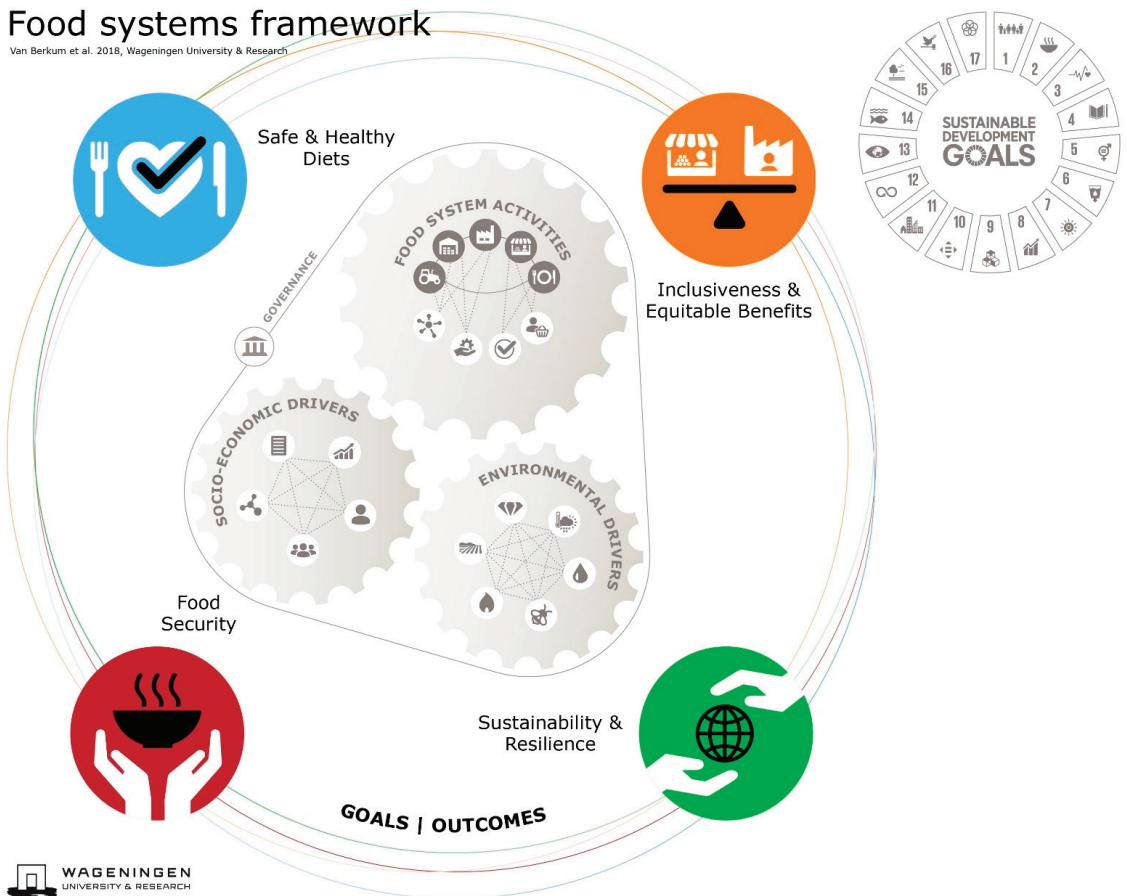 Food systems framework
Van Berkum et al. 2018, Wageningen University & Research
Safe & Healthy
Diets
Inclusiveness &
Equitable Benefits
FOOD SYSTEM ACTIVITIES
GOVERNANCE
SOCIO-ECONOMIC DRIVERS
ENVIRONMENTAL DRIVERS
Food
Security
Sustainability &
Resilience
GOALS | OUTCOMES
WAGENINGEN
UNIVERSITY & RESEARCH
SUSTAINABLE
DEVELOPMENT
GOALS
1
2
3
4
5
6
7
8
9
10
11
12
13
14
15
16
17